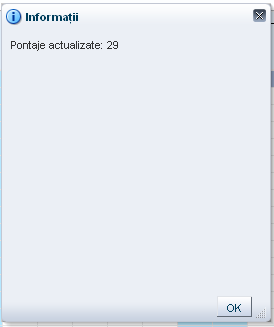 Informații
Pontaje actualizate: 29
OK